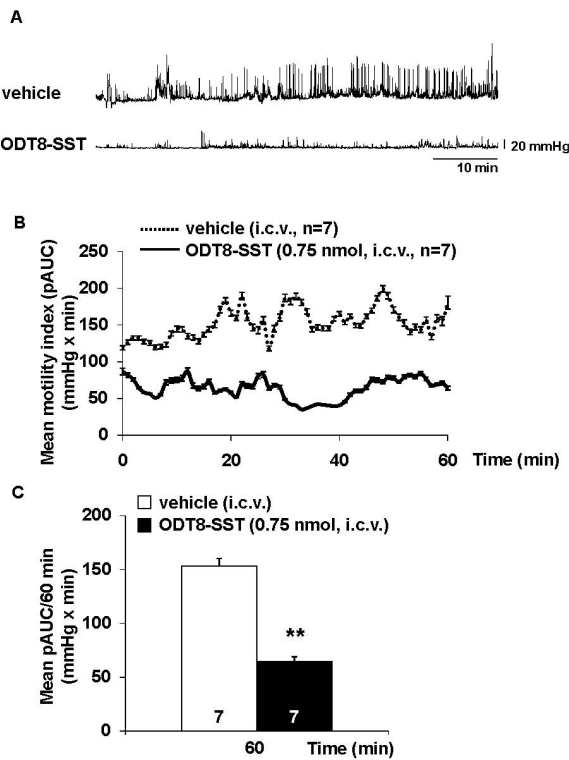 A
vehicle
ODT8-SST
20 mmHg
10 min
B
vehicle (i.c.v., n=7)
ODT8-SST (0.75 nmol, i.c.v., n=7)
Mean motility index (pAUC)
(mmHg x min)
250
200
150
100
50
0
0 20 40 60
Time (min)
C
vehicle (i.c.v.)
ODT8-SST (0.75 nmol, i.c.v.)
Mean pAUC/60 min
(mmHg x min)
200
150
100
50
0
**
7 7
60
Time (min)